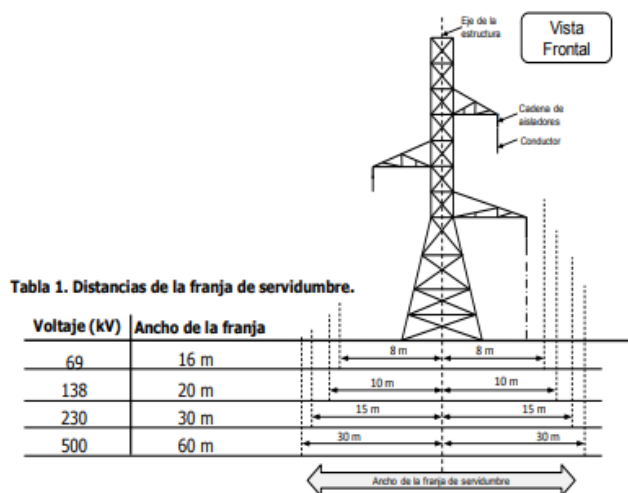 Eje de la
estructura
Vista
Frontal
Cadena de
aisladores
Conductor
Tabla 1. Distancias de la franja de servidumbre.
Voltaje (kV) Ancho de la franja
69 16 m 8 m 8 m
138 20 m 10 m 10 m
230 30 m 15 m 15 m
500 60 m 30 m 30 m
Ancho de la franja de servidumbre